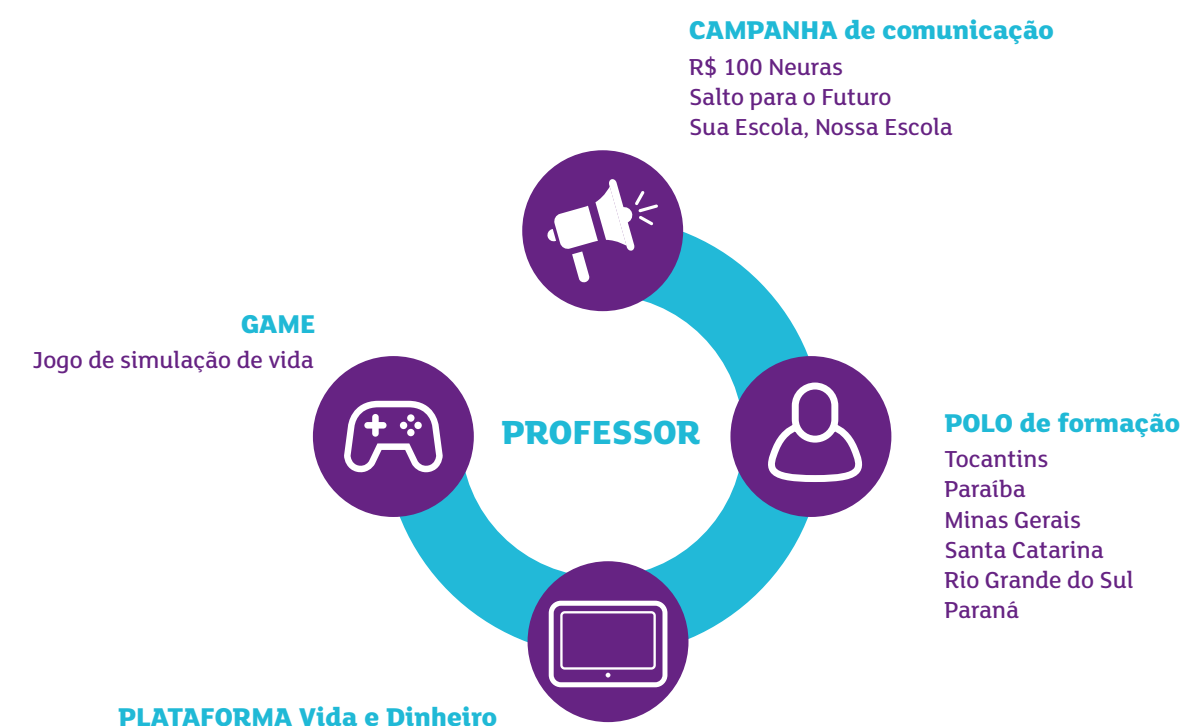 CAMPANHA de comunicação
R$ 100 Neuras
Salto para o Futuro
Sua Escola, Nossa Escola
GAME
Jogo de simulação de vida
PROFESSOR
POLO de formação
Tocantins
Paraíba
Minas Gerais
Santa Catarina
Rio Grande do Sul
Paraná
PLATAFORMA Vida e Dinheiro